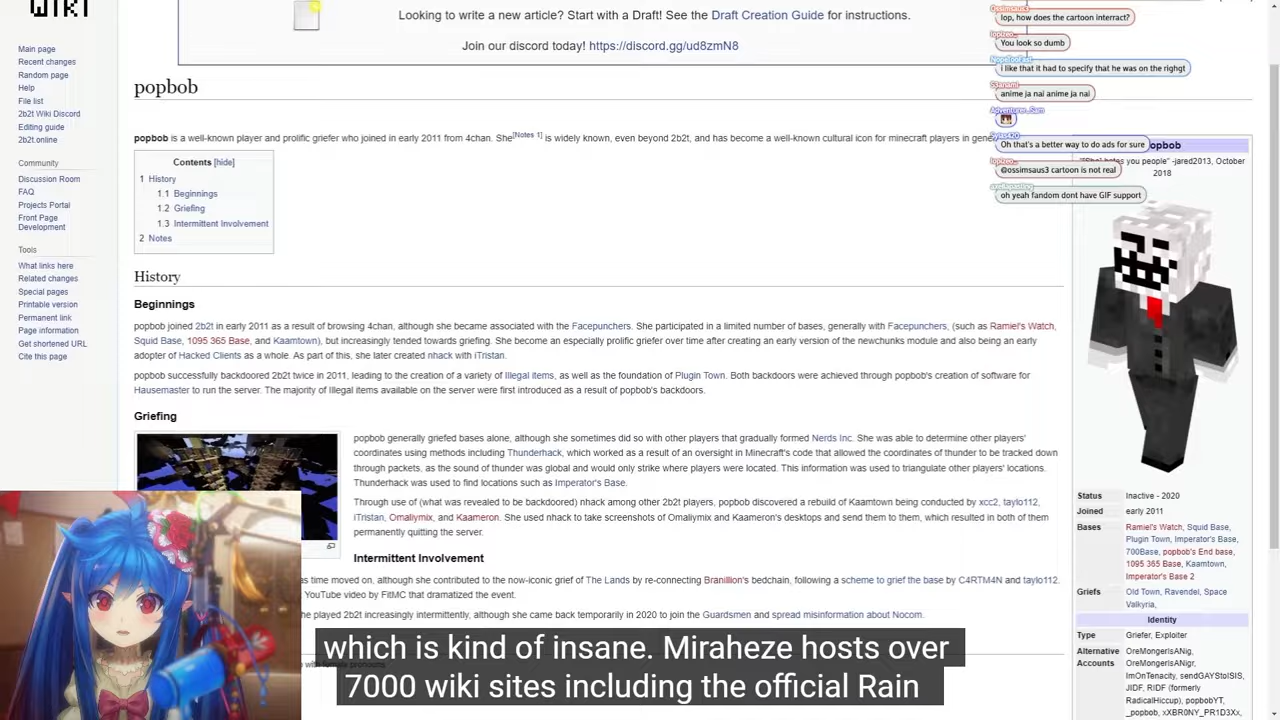 WIKI
Looking to write a new article? Start with a Draft! See the Draft Creation Guide for instructions.
Join our discord today! https://discord.gg/ud8zmN8
Main page
Recent changes
Random page
Help
File list
2b2t Wiki Discord
Editing guide
2b2t.online
Community
Discussion Room
FAQ
Projects Portal
Front Page
Development
Tools
What links here
Related changes
Special pages
Printable version
Permanent link
Page information
Get shortened URL
Cite this page
popbob
popbob is a well-known player and prolific griefer who joined in early 2011 from 4chan. She[Notes 1] is widely known, even beyond 2b2t, and has become a well-known cultural icon for minecraft players in gene
Contents [hide]
1 History
1.1 Beginnings
1.2 Griefing
1.3 Intermittent Involvement
2 Notes
History
Beginnings
popbob joined 2b2t in early 2011 as a result of browsing 4chan, although she became associated with the Facepunchers. She participated in a limited number of bases, generally with Facepunchers, (such as Ramiel's Watch,
Squid Base, 1095 365 Base, and Kaamtown), but increasingly tended towards griefing. She become an especially prolific griefer over time after creating an early version of the newchunks module and also being an early
adopter of Hacked Clients as a whole. As part of this, she later created nhack with iTristan.
popbob successfully backdoored 2b2t twice in 2011, leading to the creation of a variety of Illegal items, as well as the foundation of Plugin Town. Both backdoors were achieved through popbob's creation of software for
Hausemaster to run the server. The majority of Illegal items available on the server were first introduced as a result of popbob's backdoors.
Griefing
popbob generally griefed bases alone, although she sometimes did so with other players that gradually formed Nerds Inc. She was able to determine other players'
coordinates using methods including Thunderhack, which worked as a result of an oversight in Minecraft's code that allowed the coordinates of thunder to be tracked down
through packets, as the sound of thunder was global and would only strike where players were located. This information was used to triangulate other players' locations.
Thunderhack was used to find locations such as Imperator's Base.
Through use of (what was revealed to be backdoored) nhack among other 2b2t players, popbob discovered a rebuild of Kaamtown being conducted by xcc2, taylo112,
iTristan, Omaliymix, and Kaameron. She used nhack to take screenshots of Omaliymix and Kaameron's desktops and send them to them, which resulted in both of them
permanently quitting the server.
Intermittent Involvement
as time moved on, although she contributed to the now-iconic grief of The Lands by re-connecting Branillion's bedchain, following a scheme to grief the base by C4RTM4N and taylo112.
YouTube video by FitMC that dramatized the event.
he played 2b2t increasingly intermittently, although she came back temporarily in 2020 to join the Guardsmen and spread misinformation about Nocom.
with female pronouns
lop, how does the cartoon interract?
You look so dumb
i like that it had to specify that he was on the righgt
anime ja nai anime ja nai
Oh that's a better way to do ads for sure
@ossimsaus3 cartoon is not real
oh yeah fandom dont have GIF support
opbob
you people" -jared2013, October
2018
Status Inactive - 2020
Joined early 2011
Bases Ramiel's Watch, Squid Base,
Plugin Town, Imperator's Base,
700Base, popbob's End base,
1095 365 Base, Kaamtown,
Imperator's Base 2
Griefs Old Town, Ravendel, Space
Valkyria,
Identity
Type Griefer, Exploiter
Alternative Accounts OreMongerIsANig,
OreMongerIsANigr,
ImOnTenacity, sendGAYStoISIS,
JIDF, RIDF (formerly
RadicalHiccup), popbobYT,
_popbob, xXBR0NY_PR1D3Xx,
which is kind of insane. Miraheze hosts over
7000 wiki sites including the official Rain